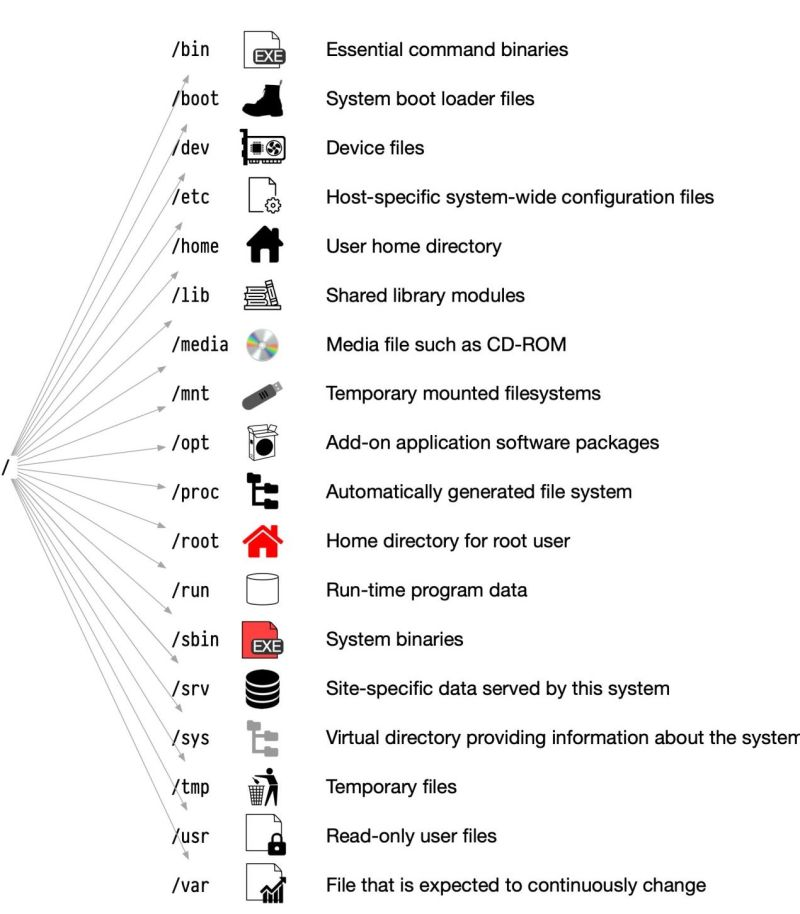 /bin EXE Essential command binaries
/boot System boot loader files
/dev Device files
/etc Host-specific system-wide configuration files
/home User home directory
/lib Shared library modules
/media Media file such as CD-ROM
/mnt Temporary mounted filesystems
/opt Add-on application software packages
/
/proc Automatically generated file system
/root Home directory for root user
/run Run-time program data
/sbin EXE System binaries
/srv Site-specific data served by this system
/sys Virtual directory providing information about the system
/tmp Temporary files
/usr Read-only user files
/var File that is expected to continuously change